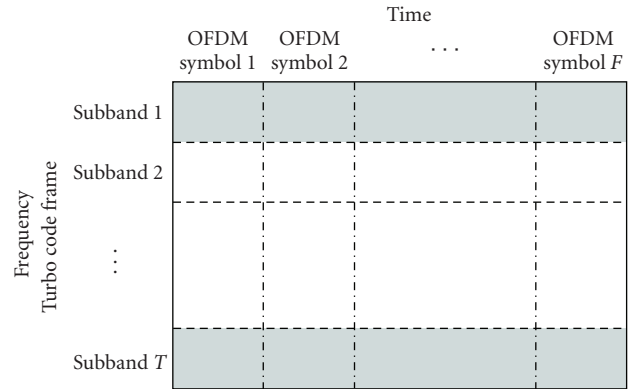 Time
OFDM symbol 1
OFDM symbol 2
. . .
OFDM symbol F
Subband 1
Subband 2
. . .
Subband T
Frequency
Turbo code frame